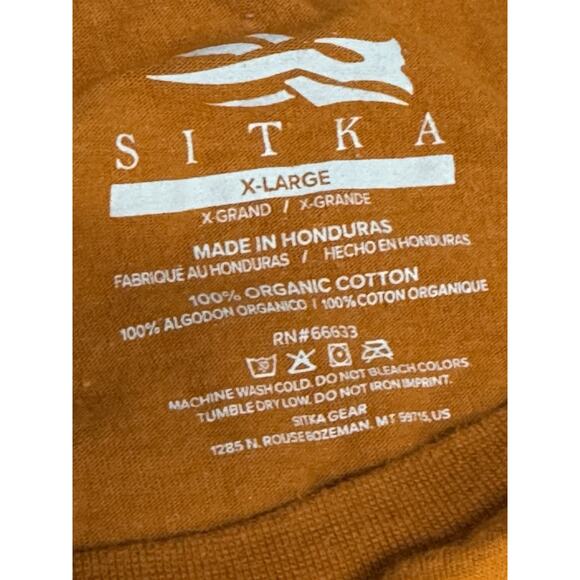 SITKA
X-LARGE
X-GRAND / X-GRANDE
MADE IN HONDURAS
FABRIQUÉ AU HONDURAS / HECHO EN HONDURAS
100% ORGANIC COTTON
100% ALGODON ORGANICO | 100% COTON ORGANIQUE
RN#66633
30
MACHINE WASH COLD. DO NOT BLEACH COLORS.
TUMBLE DRY LOW. DO NOT IRON IMPRINT.
SITKA GEAR
1285 N. ROUSE BOZEMAN, MT 59715, US